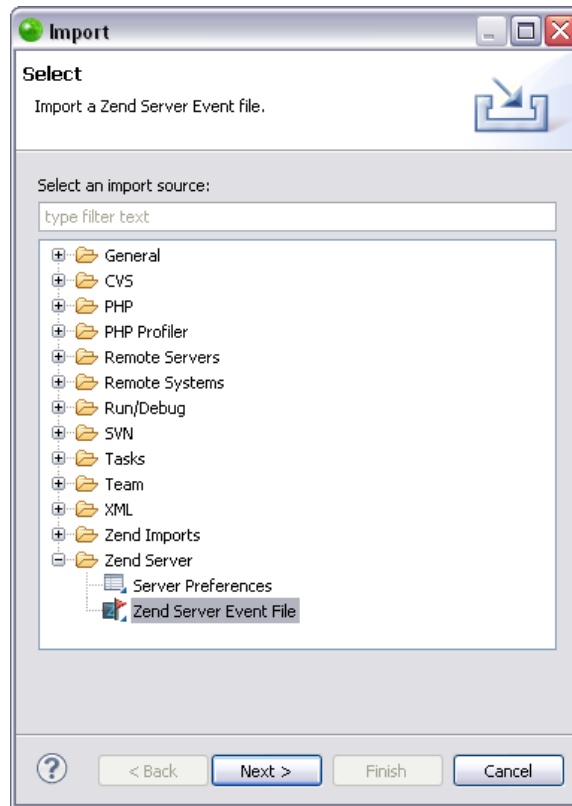 Import
Select
Import a Zend Server Event file.
Select an import source:
type filter text
General
CVS
PHP
PHP Profiler
Remote Servers
Remote Systems
Run/Debug
SVN
Tasks
Team
XML
Zend Imports
Zend Server
Server Preferences
Zend Server Event File
? < Back Next > Finish Cancel